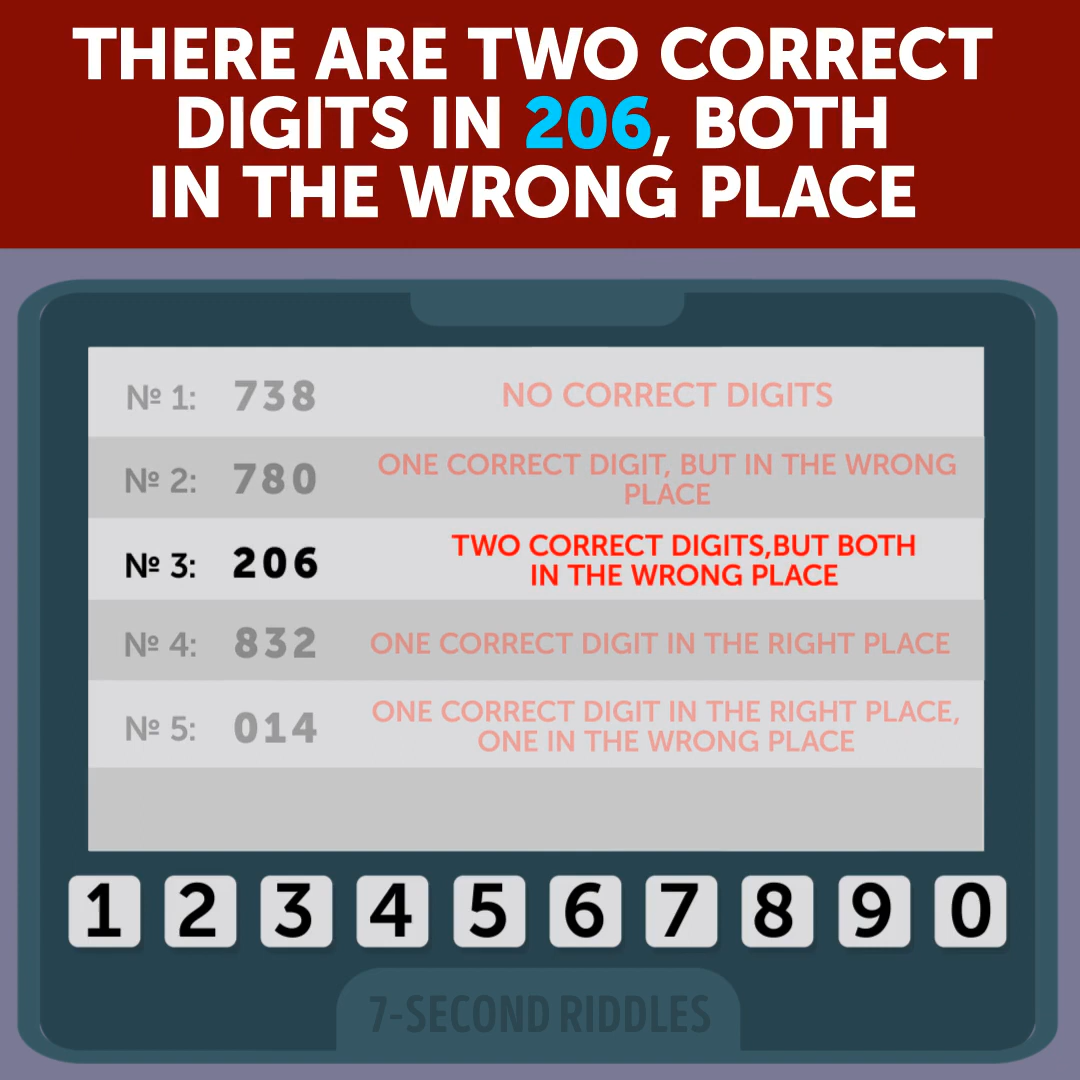 THERE ARE TWO CORRECT
DIGITS IN 206, BOTH
IN THE WRONG PLACE
№ 1: 738 NO CORRECT DIGITS
№ 2: 780 ONE CORRECT DIGIT, BUT IN THE WRONG
PLACE
№ 3: 206 TWO CORRECT DIGITS,BUT BOTH
IN THE WRONG PLACE
№ 4: 832 ONE CORRECT DIGIT IN THE RIGHT PLACE
№ 5: 014 ONE CORRECT DIGIT IN THE RIGHT PLACE,
ONE IN THE WRONG PLACE
1 2 3 4 5 6 7 8 9 0
7-SECOND RIDDLES